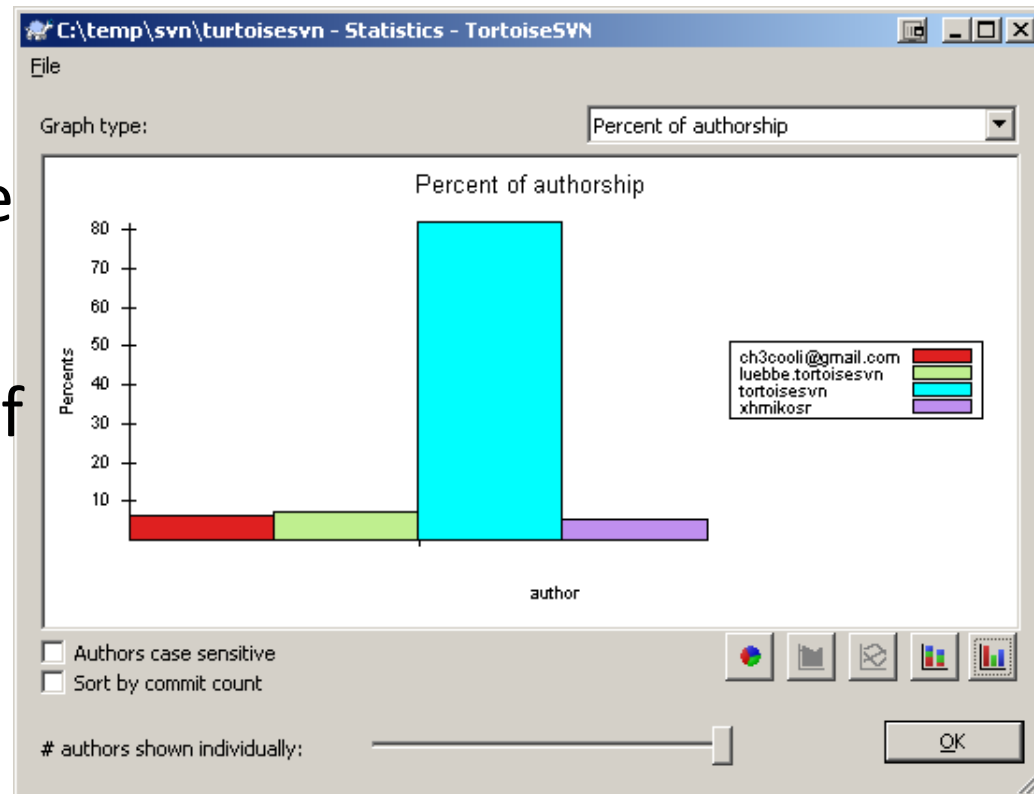 C:\temp\svn\turtoisesvn - Statistics - TortoiseSVN
File
Graph type:
Percent of authorship
e
Percent of authorship
80
70
60
50
40
30
20
10
Percents
f
ch3cooli@gmail.com
luebbe.tortoisesvn
tortoisesvn
xhmikosr
author
Authors case sensitive
Sort by commit count
# authors shown individually:
OK